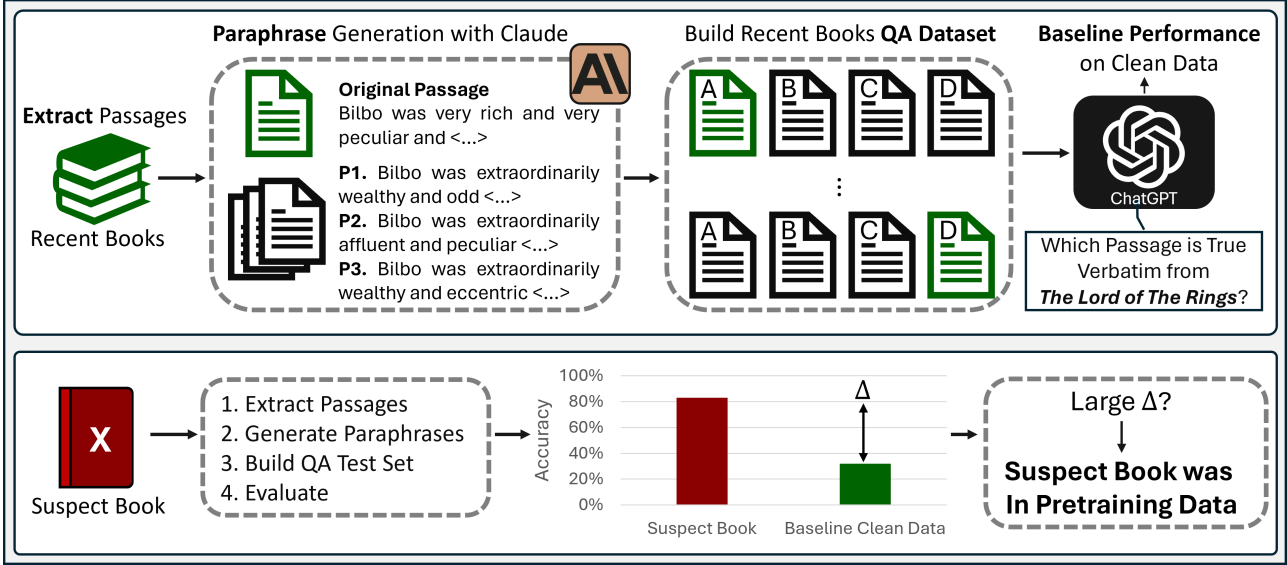 Paraphrase Generation with Claude
Build Recent Books QA Dataset
Baseline Performance
on Clean Data
Extract Passages
Recent Books
Original Passage
Bilbo was very rich and very
peculiar and <...>
P1. Bilbo was extraordinarily
wealthy and odd <...>
P2. Bilbo was extraordinarily
affluent and peculiar <...>
P3. Bilbo was extraordinarily
wealthy and eccentric <...>
A B C D
⋮
A B C D
ChatGPT
Which Passage is True
Verbatim from
The Lord of The Rings?
X
Suspect Book
1. Extract Passages
2. Generate Paraphrases
3. Build QA Test Set
4. Evaluate
Accuracy
100%
80%
60%
40%
20%
0%
Δ
Suspect Book
Baseline Clean Data
Large Δ?
Suspect Book was
In Pretraining Data